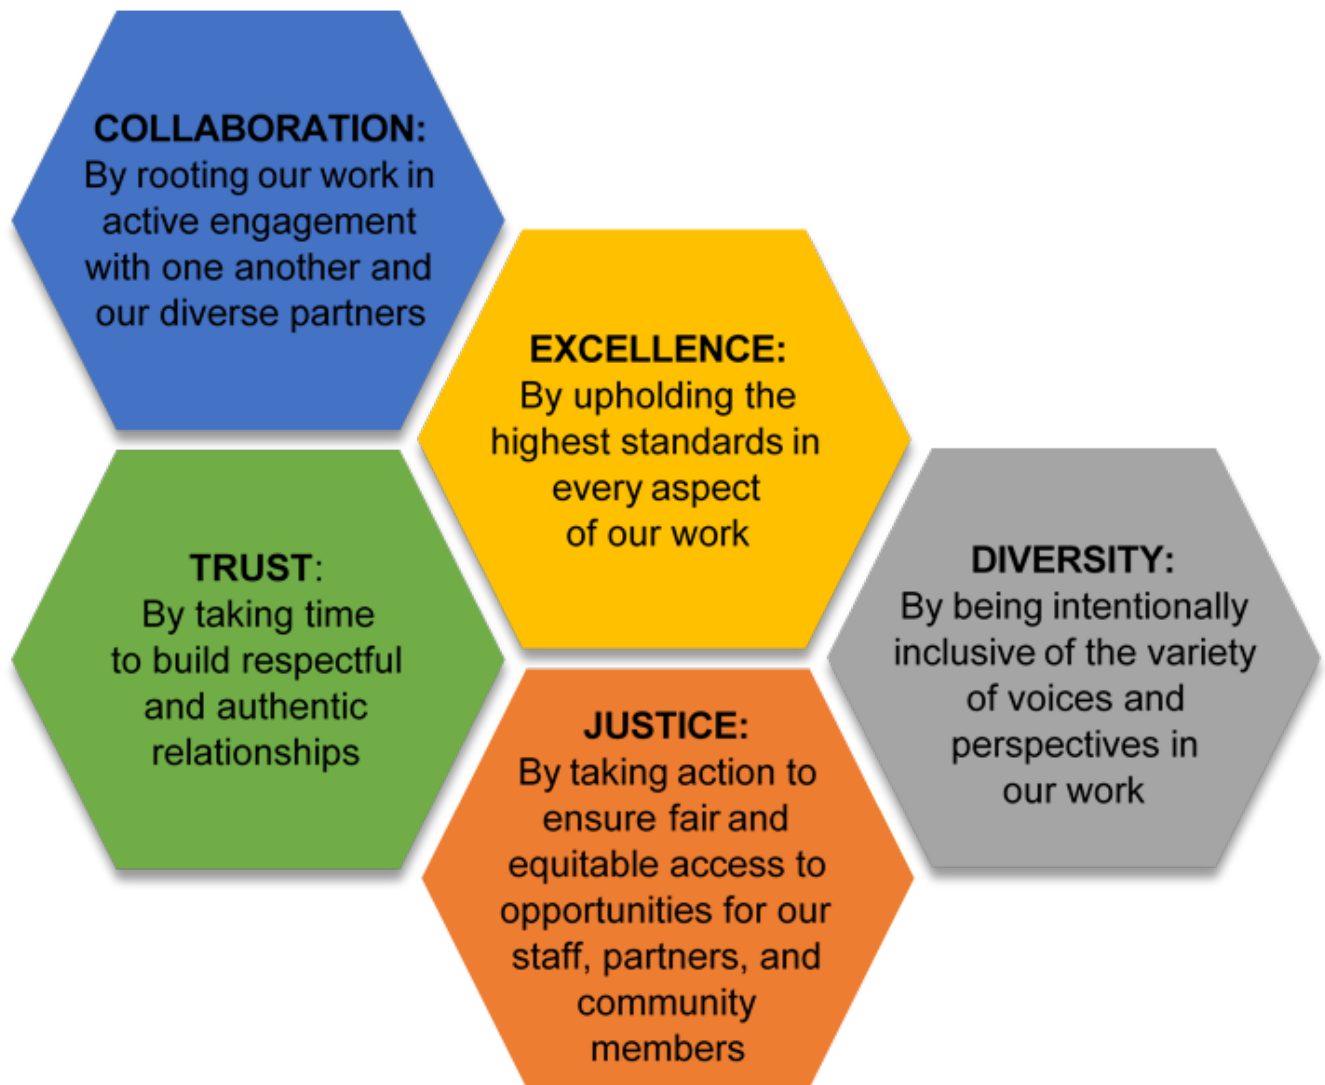 COLLABORATION:
By rooting our work in
active engagement
with one another and
our diverse partners
EXCELLENCE:
By upholding the
highest standards in
every aspect
of our work
TRUST:
By taking time
to build respectful
and authentic
relationships
DIVERSITY:
By being intentionally
inclusive of the variety
of voices and
perspectives in
our work
JUSTICE:
By taking action to
ensure fair and
equitable access to
opportunities for our
staff, partners, and
community
members